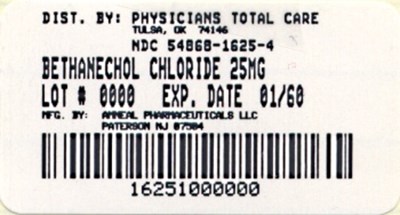 DIST. BY: PHYSICIANS TOTAL CARE
TULSA, OK 74146
NDC 54868-1625-4
BETHANECHOL CHLORIDE 25MG
LOT # 0000 EXP. DATE 01/60
MFG. BY: AMNEAL PHARMACEUTICALS LLC
PATERSON NJ 07504
16251000000